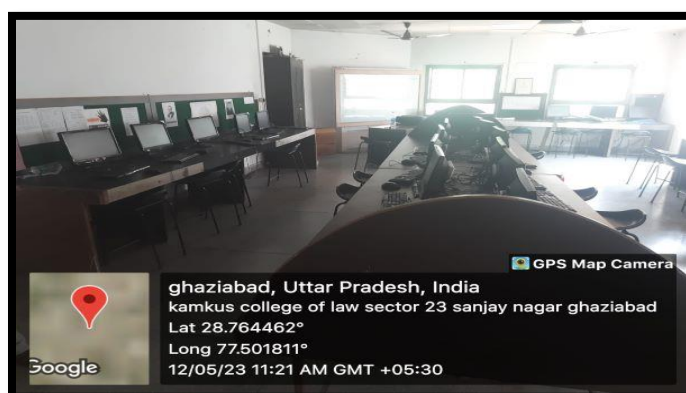 GPS Map Camera
ghaziabad, Uttar Pradesh, India
kamkus college of law sector 23 sanjay nagar ghaziabad
Lat 28.764462°
Long 77.501811°
12/05/23 11:21 AM GMT +05:30
Google